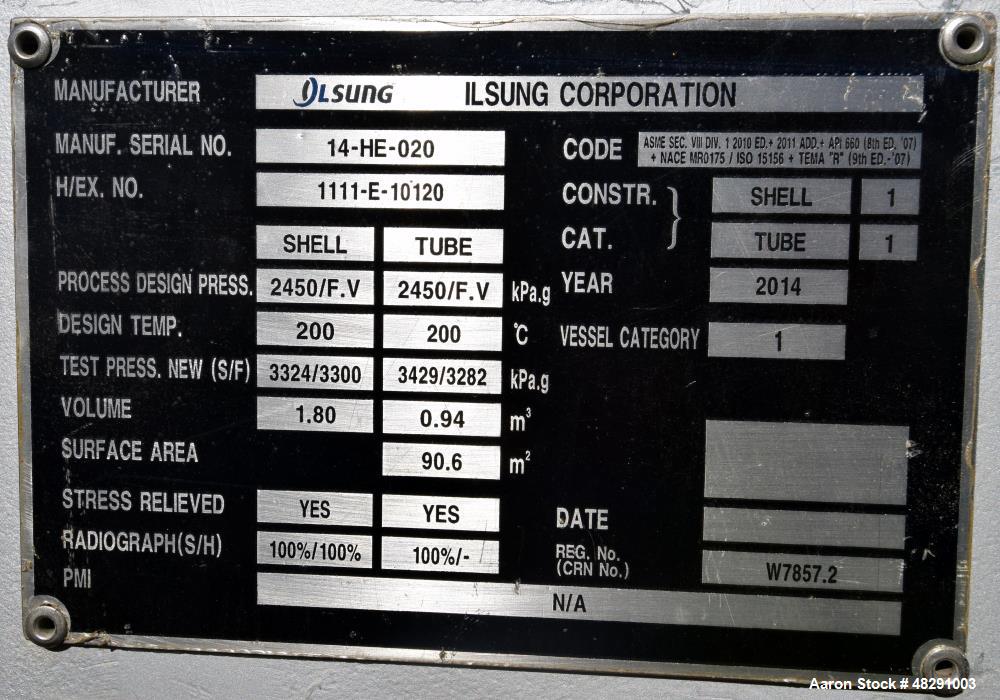 MANUFACTURER ILSUNG ILSUNG CORPORATION
MANUF. SERIAL NO. 14-HE-020
CODE ASME SEC. VIII DIV. 1 2010 ED.+ 2011 ADD.+ API 660 (8th ED, '07)
+ NACE MR0175 / ISO 15156 + TEMA "R" (9th ED.-'07)
H/EX. NO. 1111-E-10120
CONSTR. } SHELL 1
CAT. TUBE 1
SHELL TUBE
PROCESS DESIGN PRESS. 2450/F.V 2450/F.V kPa.g
YEAR 2014
DESIGN TEMP. 200 200 ℃
VESSEL CATEGORY 1
TEST PRESS. NEW (S/F) 3324/3300 3429/3282 kPa.g
VOLUME 1.80 0.94 m³
SURFACE AREA 90.6 m²
STRESS RELIEVED YES YES
DATE
RADIOGRAPH(S/H) 100%/100% 100%/-
REG. No.
(CRN No.) W7857.2
PMI N/A
Aaron Stock # 48291003